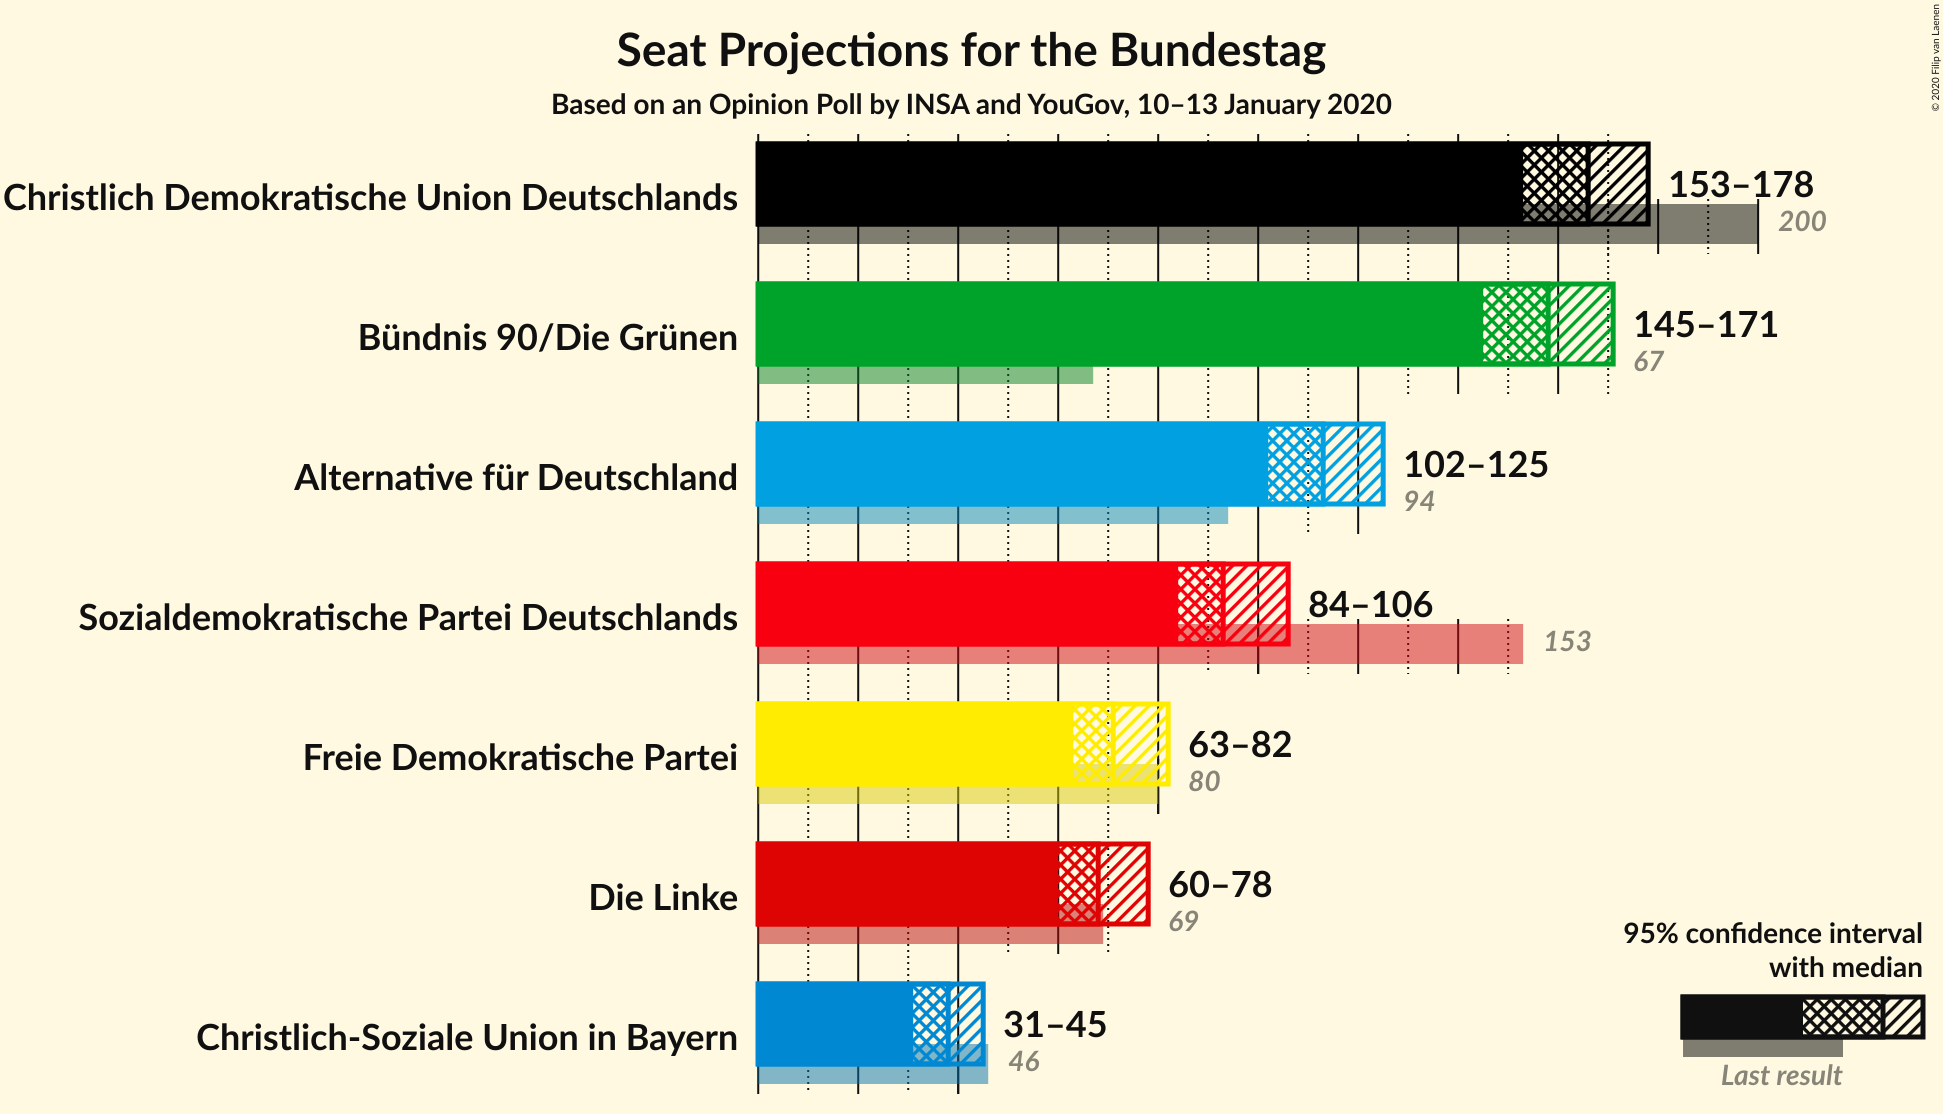 Seat Projections for the Bundestag
Based on an Opinion Poll by INSA and YouGov, 10–13 January 2020
© 2020 Filip van Laenen
Christlich Demokratische Union Deutschlands
153–178
200
Bündnis 90/Die Grünen
145–171
67
Alternative für Deutschland
102–125
94
Sozialdemokratische Partei Deutschlands
84–106
153
Freie Demokratische Partei
63–82
80
Die Linke
60–78
69
Christlich-Soziale Union in Bayern
31–45
46
95% confidence interval
with median
Last result